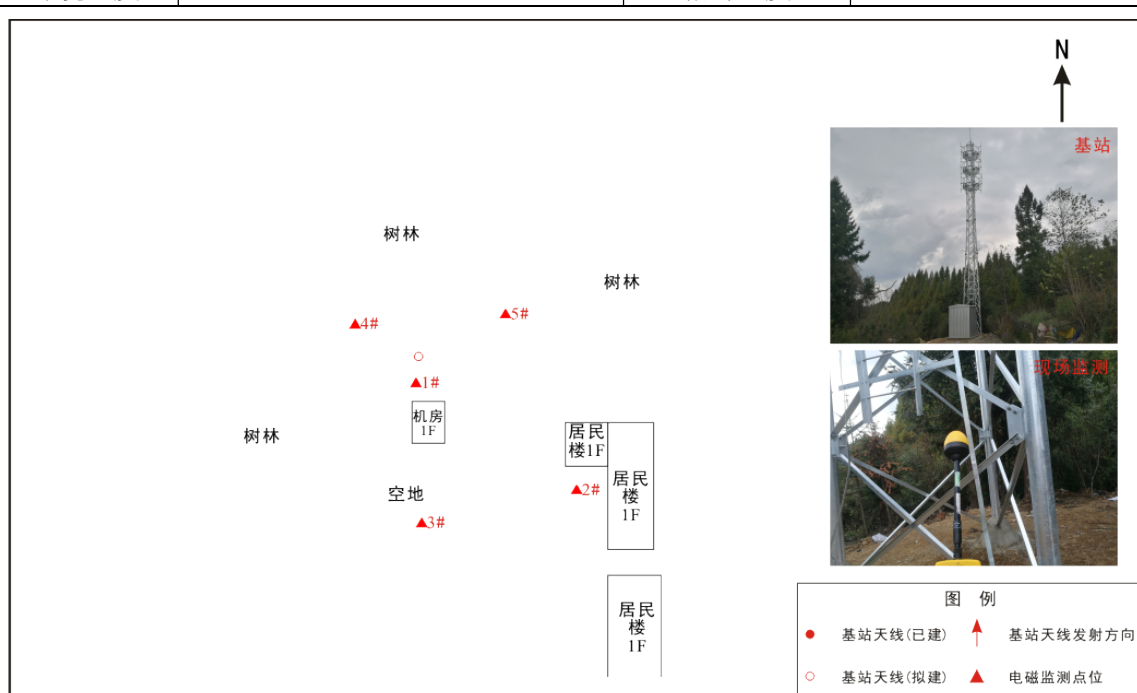 N
基站
树林
树林
▲4#
▲5#
▲1#
现场监测
机房
1F
树林
居民
楼1F
居民
楼
1F
空地
▲2#
▲3#
居民
楼
1F
图 例
基站天线(已建)
基站天线发射方向
基站天线(拟建)
电磁监测点位